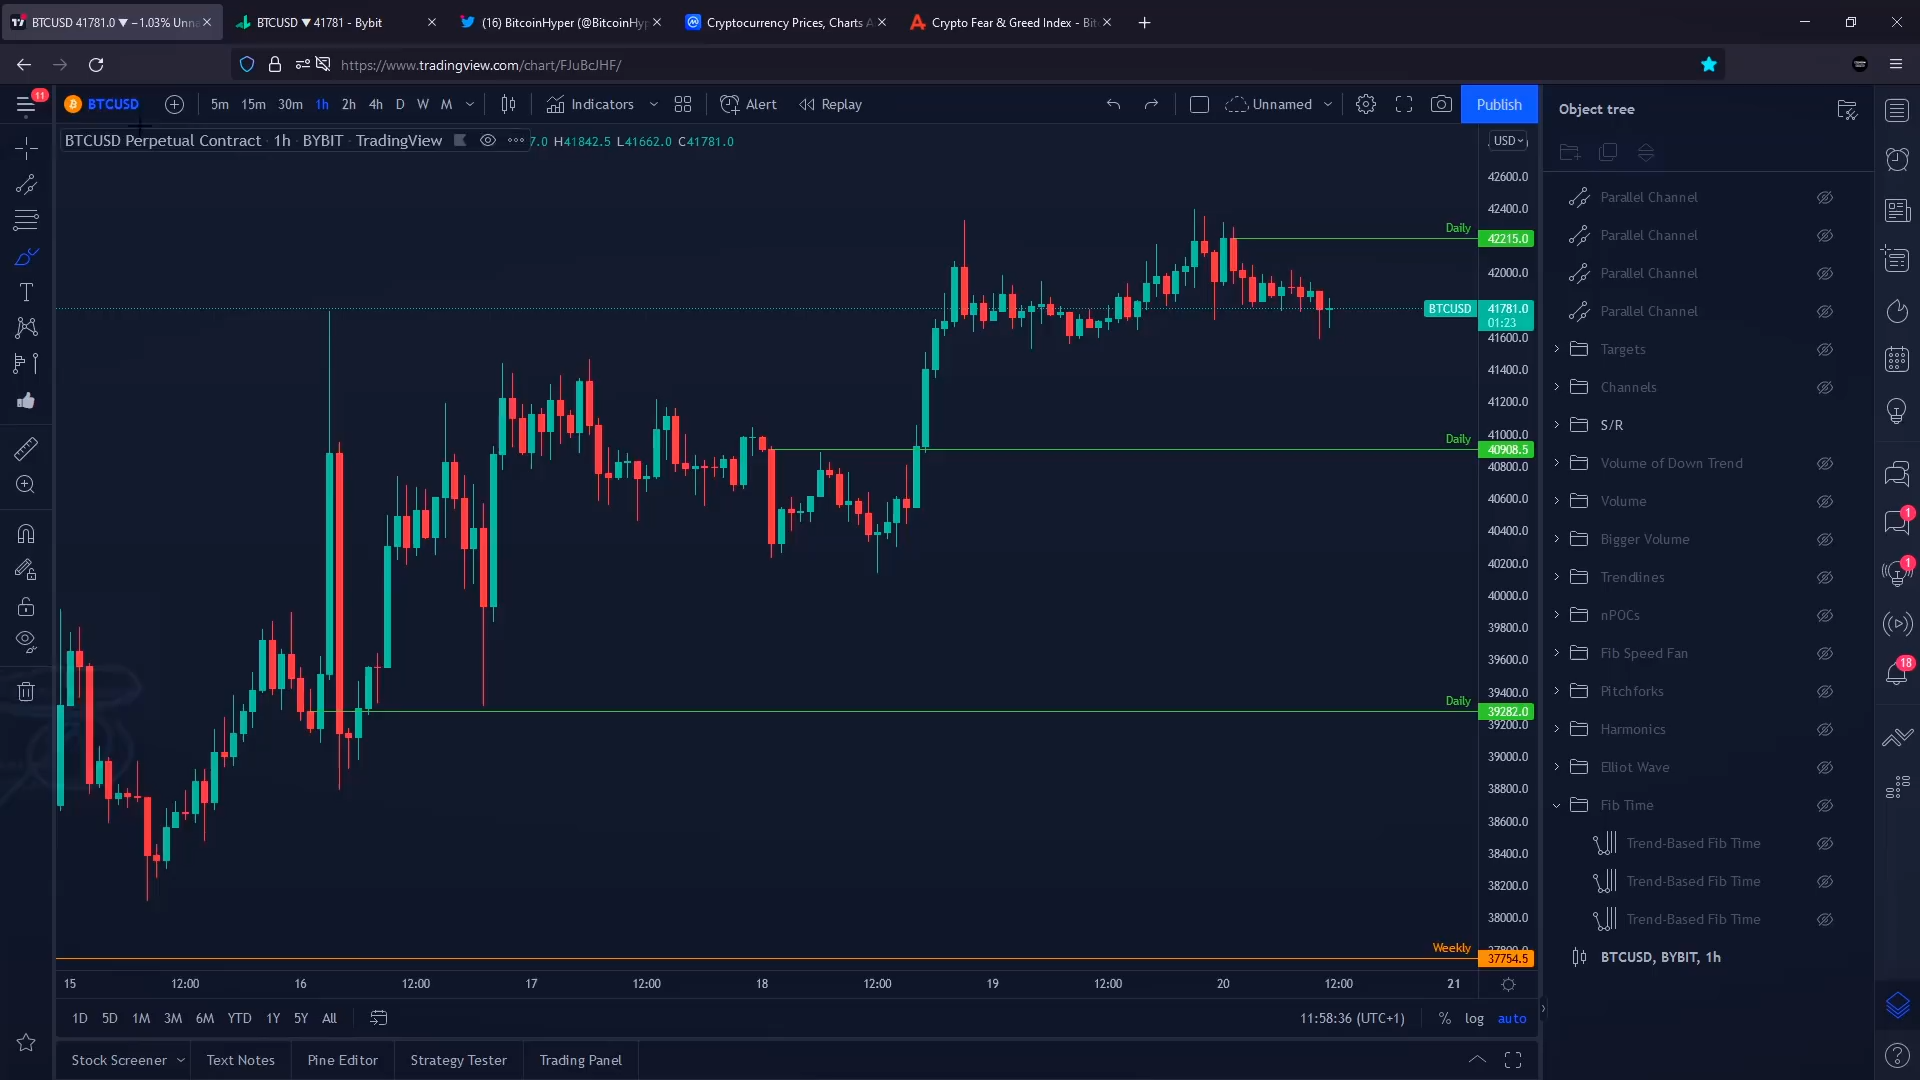 BTCUSD 41781.0 ▼ −1.03% Unna
BTCUSD ▼ 41781 - Bybit
(16) BitcoinHyper (@BitcoinHyp
Cryptocurrency Prices, Charts A
Crypto Fear & Greed Index - Bit
https://www.tradingview.com/chart/FJuBcJHF/
11
BTCUSD
5m 15m 30m 1h 2h 4h D W M
Indicators
Alert
Replay
Unnamed
Publish
Object tree
BTCUSD Perpetual Contract · 1h · BYBIT · TradingView
7.0 H41842.5 L41662.0 C41781.0
USD
42600.0
42400.0
Daily 42215.0
42000.0
BTCUSD 41781.0
01:23
41600.0
41400.0
41200.0
41000.0
Daily 40908.5
40800.0
40600.0
40400.0
40200.0
40000.0
39800.0
39600.0
39400.0
Daily 39282.0
39200.0
39000.0
38800.0
38600.0
38400.0
38200.0
38000.0
37800.0
Weekly 37754.5
15 12:00 16 12:00 17 12:00 18 12:00 19 12:00 20 12:00 21
1D 5D 1M 3M 6M YTD 1Y 5Y All
11:58:36 (UTC+1)
% log auto
Stock Screener
Text Notes
Pine Editor
Strategy Tester
Trading Panel
Parallel Channel
Parallel Channel
Parallel Channel
Parallel Channel
Targets
Channels
S/R
Volume of Down Trend
Volume
Bigger Volume
Trendlines
nPOCs
Fib Speed Fan
Pitchforks
Harmonics
Elliot Wave
Fib Time
Trend-Based Fib Time
Trend-Based Fib Time
Trend-Based Fib Time
BTCUSD, BYBIT, 1h
1
1
18